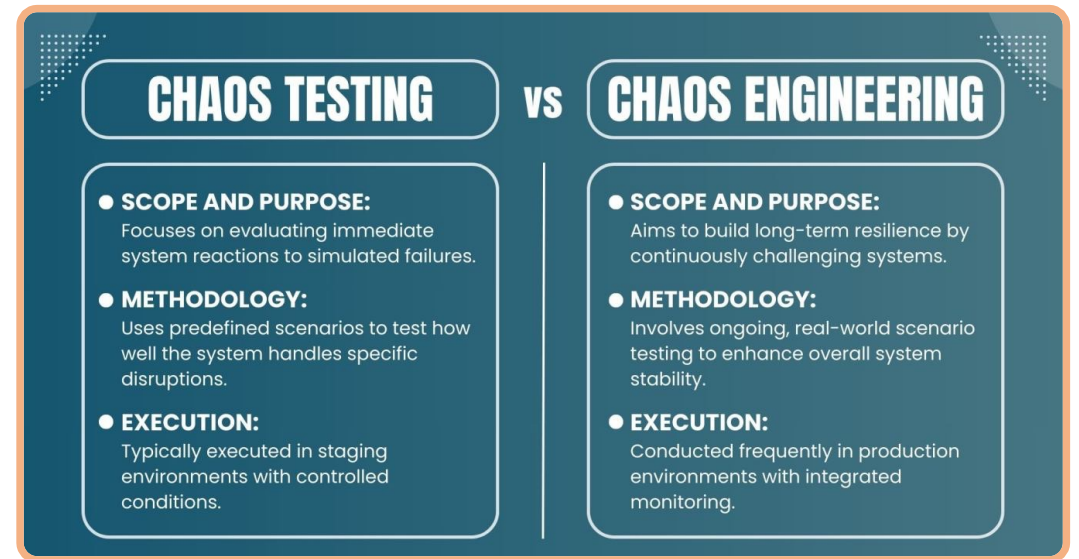 CHAOS TESTING
vs
CHAOS ENGINEERING
SCOPE AND PURPOSE:
Focuses on evaluating immediate
system reactions to simulated failures.
METHODOLOGY:
Uses predefined scenarios to test how
well the system handles specific
disruptions.
EXECUTION:
Typically executed in staging
environments with controlled
conditions.
SCOPE AND PURPOSE:
Aims to build long-term resilience by
continuously challenging systems.
METHODOLOGY:
Involves ongoing, real-world scenario
testing to enhance overall system
stability.
EXECUTION:
Conducted frequently in production
environments with integrated
monitoring.